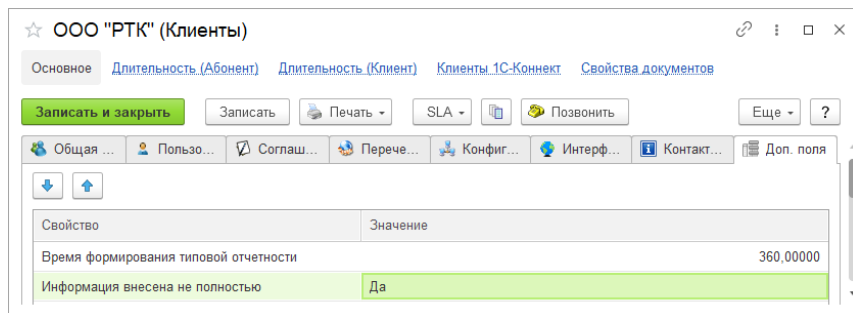 ООО "РТК" (Клиенты)
Основное Длительность (Абонент) Длительность (Клиент) Клиенты 1С-Коннект Свойства документов
Записать и закрыть Записать Печать SLA Позвонить Еще ?
Общая ... Пользо... Соглаш... Перече... Конфиг... Интерф... Контакт... Доп. поля
Свойство Значение
Время формирования типовой отчетности 360,00000
Информация внесена не полностью Да